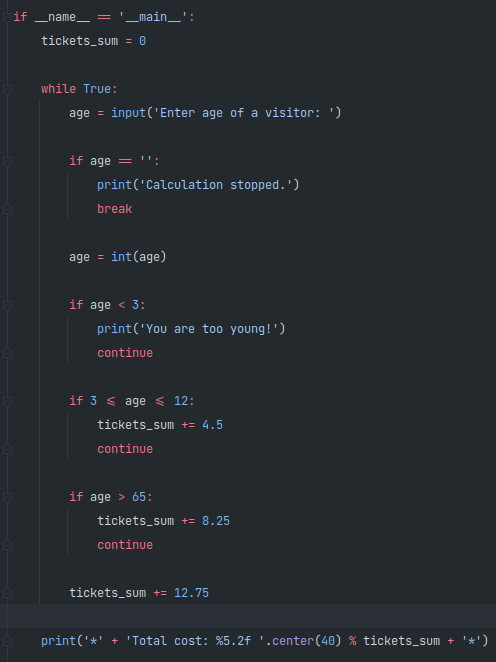 if __name__ == '__main__':
    tickets_sum = 0
    while True:
        age = input('Enter age of a visitor: ')
        if age == '':
            print('Calculation stopped.')
            break
        age = int(age)
        if age < 3:
            print('You are too young!')
            continue
        if 3 <= age <= 12:
            tickets_sum += 4.5
            continue
        if age > 65:
            tickets_sum += 8.25
            continue
        tickets_sum += 12.75
    print('*' + 'Total cost: %5.2f '.center(40) % tickets_sum + '*')